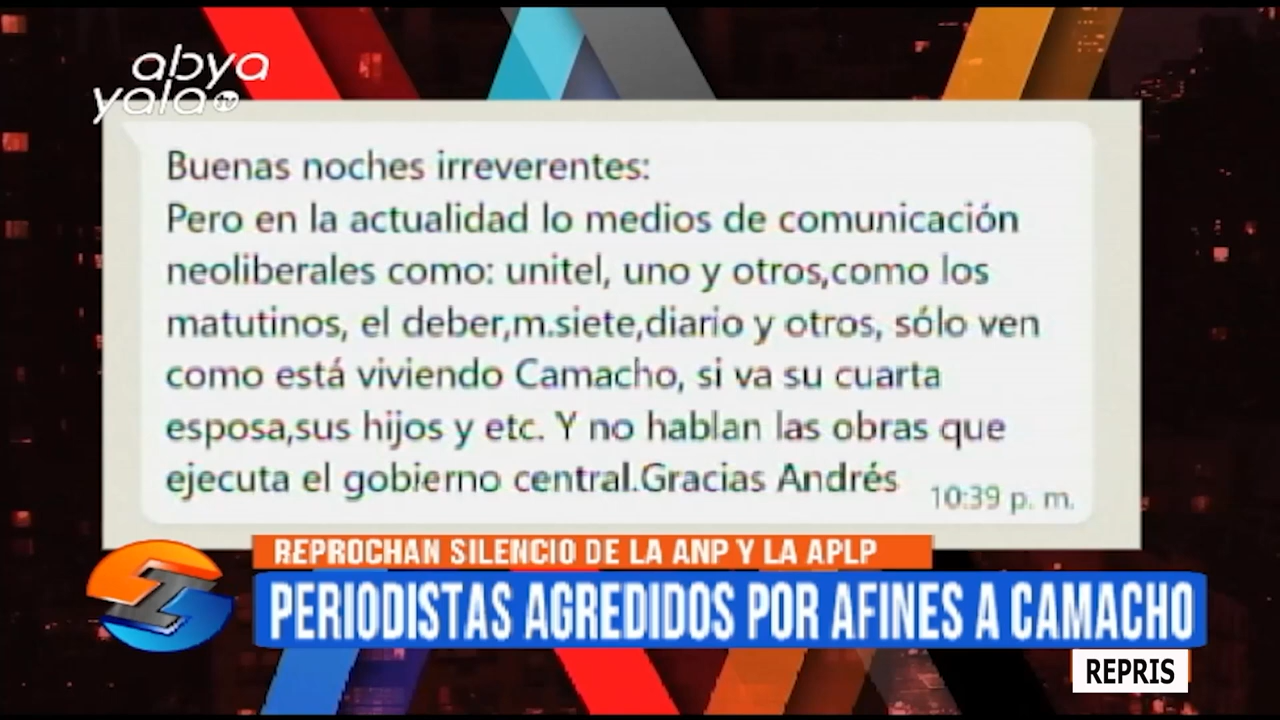 abya
yala tv
Buenas noches irreverentes:
Pero en la actualidad lo medios de comunicación
neoliberales como: unitel, uno y otros,como los
matutinos, el deber,m.siete,diario y otros, sólo ven
como está viviendo Camacho, si va su cuarta
esposa,sus hijos y etc. Y no hablan las obras que
ejecuta el gobierno central.Gracias Andrés
10:39 p. m.
REPROCHAN SILENCIO DE LA ANP Y LA APLP
PERIODISTAS AGREDIDOS POR AFINES A CAMACHO
REPRIS